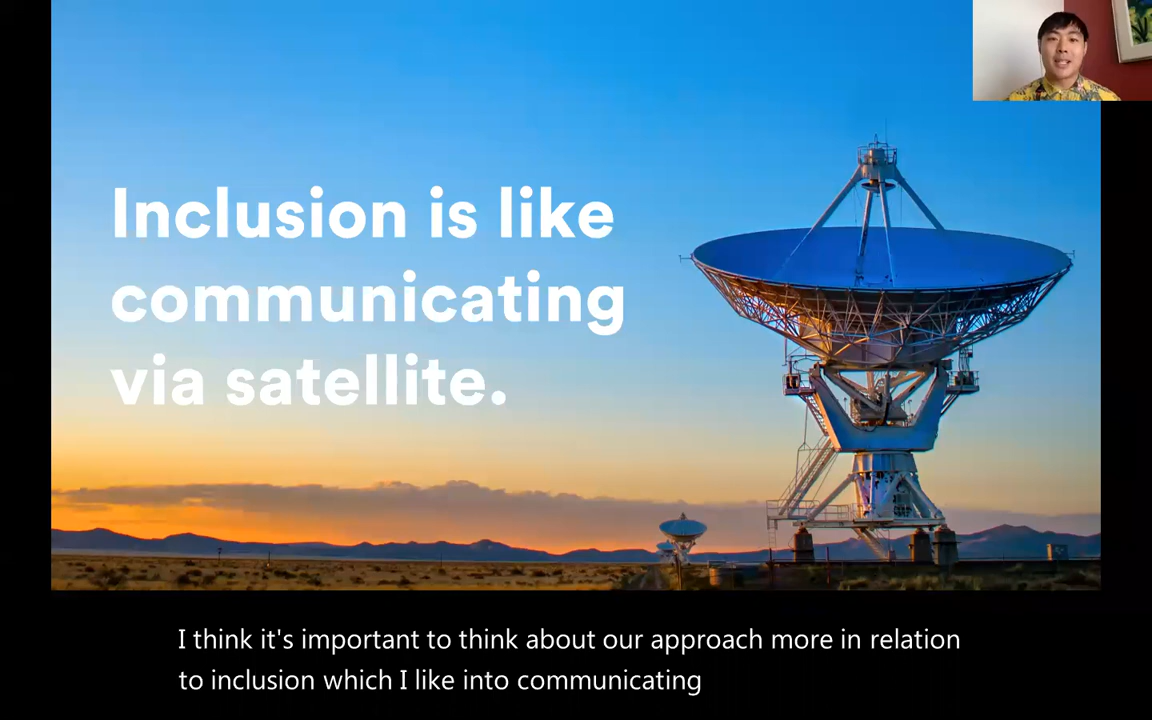 Inclusion is like
communicating
via satellite.
I think it's important to think about our approach more in relation
to inclusion which I like into communicating